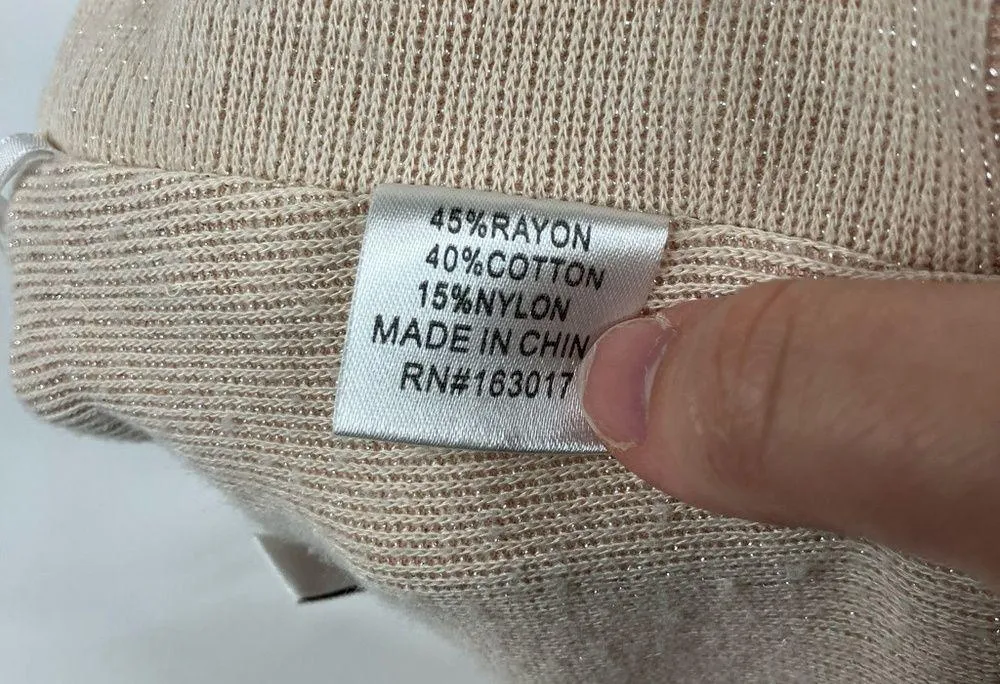 45%RAYON
40%COTTON
15%NYLON
MADE IN CHIN
RN#163017